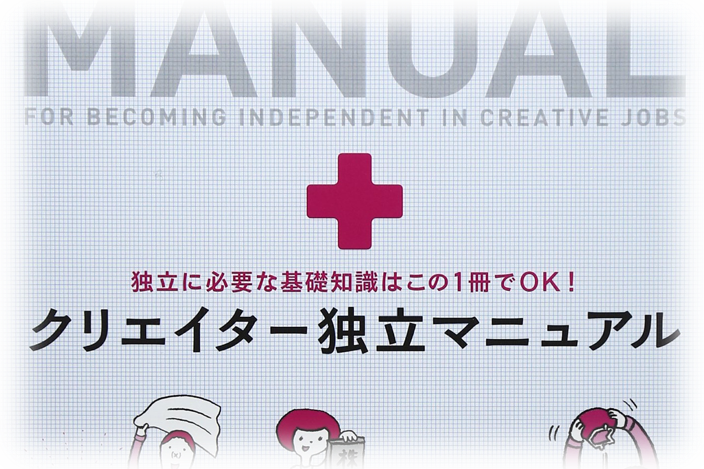 MANUAL
FOR BECOMING INDEPENDENT IN CREATIVE JOBS
独立に必要な基礎知識はこの1冊でOK！
クリエイター独立マニュアル
株